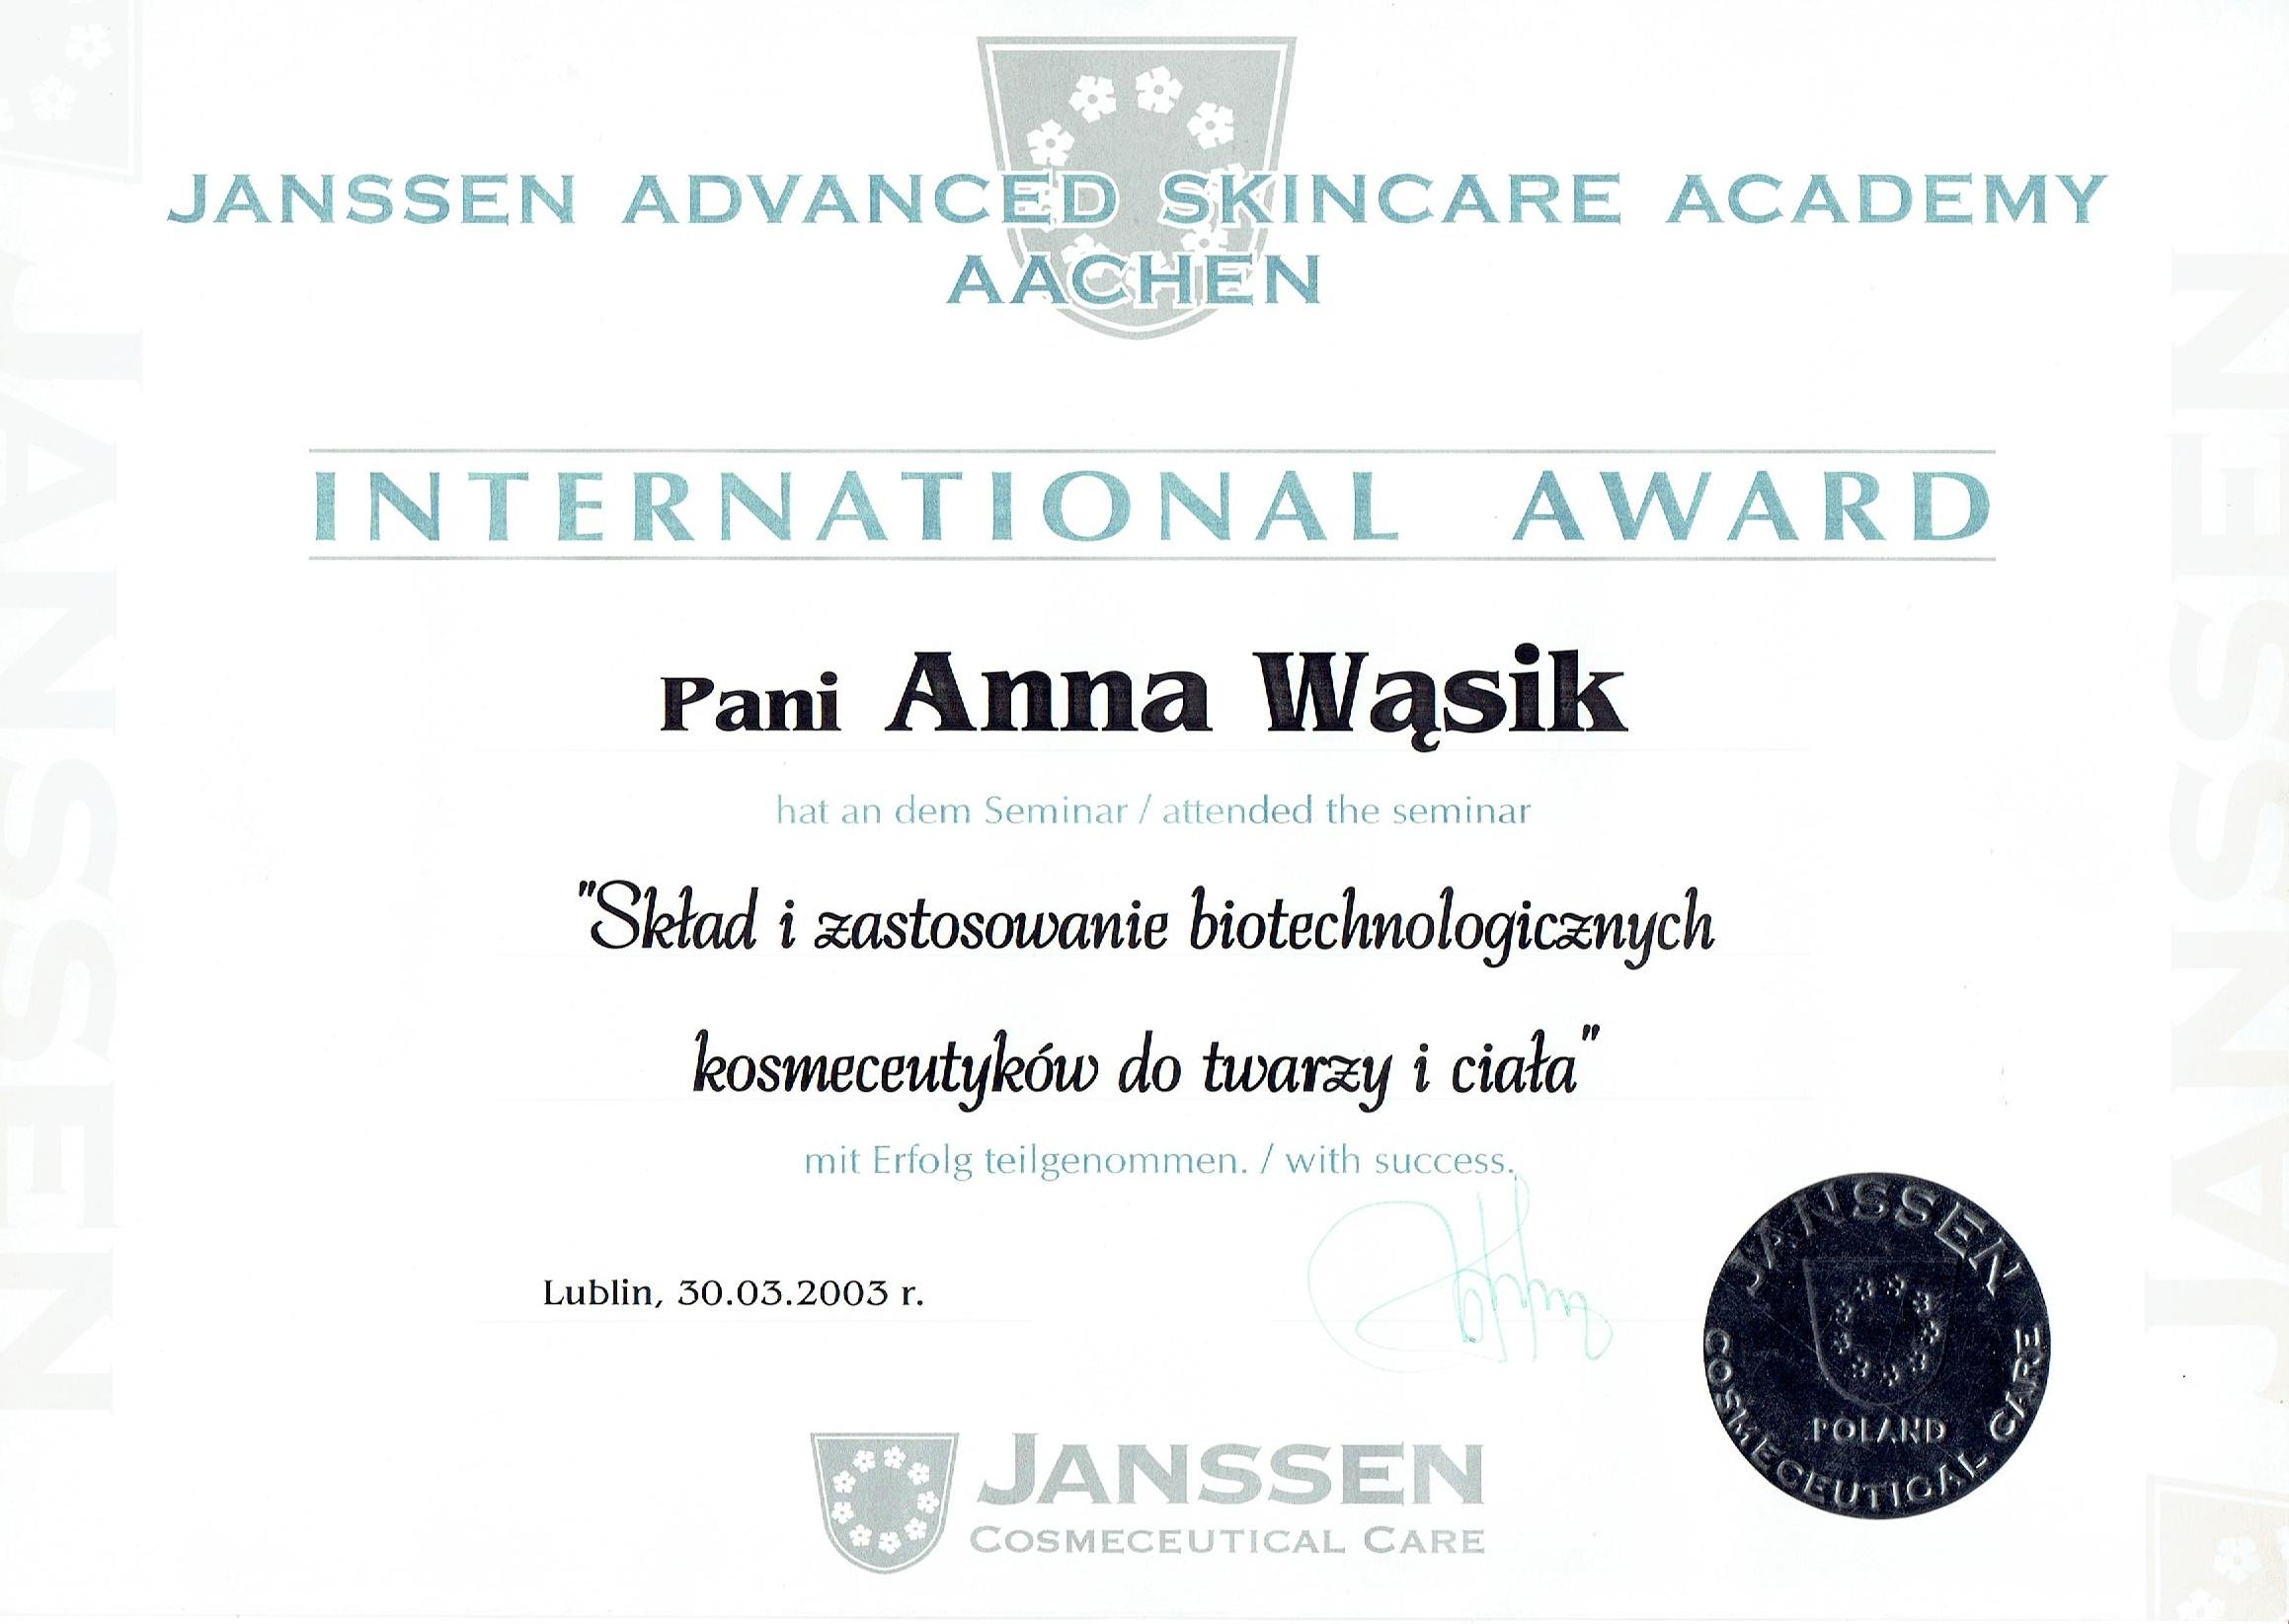 JANSSEN ADVANCED SKINCARE ACADEMY
AACHEN
INTERNATIONAL AWARD
Pani Anna Wąsik
hat an dem Seminar / attended the seminar
"Skład i zastosowanie biotechnologicznych
kosmeceutyków do twarzy i ciała"
mit Erfolg teilgenommen. / with success.
Lublin, 30.03.2003 r.
JANSSEN
POLAND
COSMECEUTICAL CARE
JANSSEN
COSMECEUTICAL CARE
JANSSEN
JANSSEN